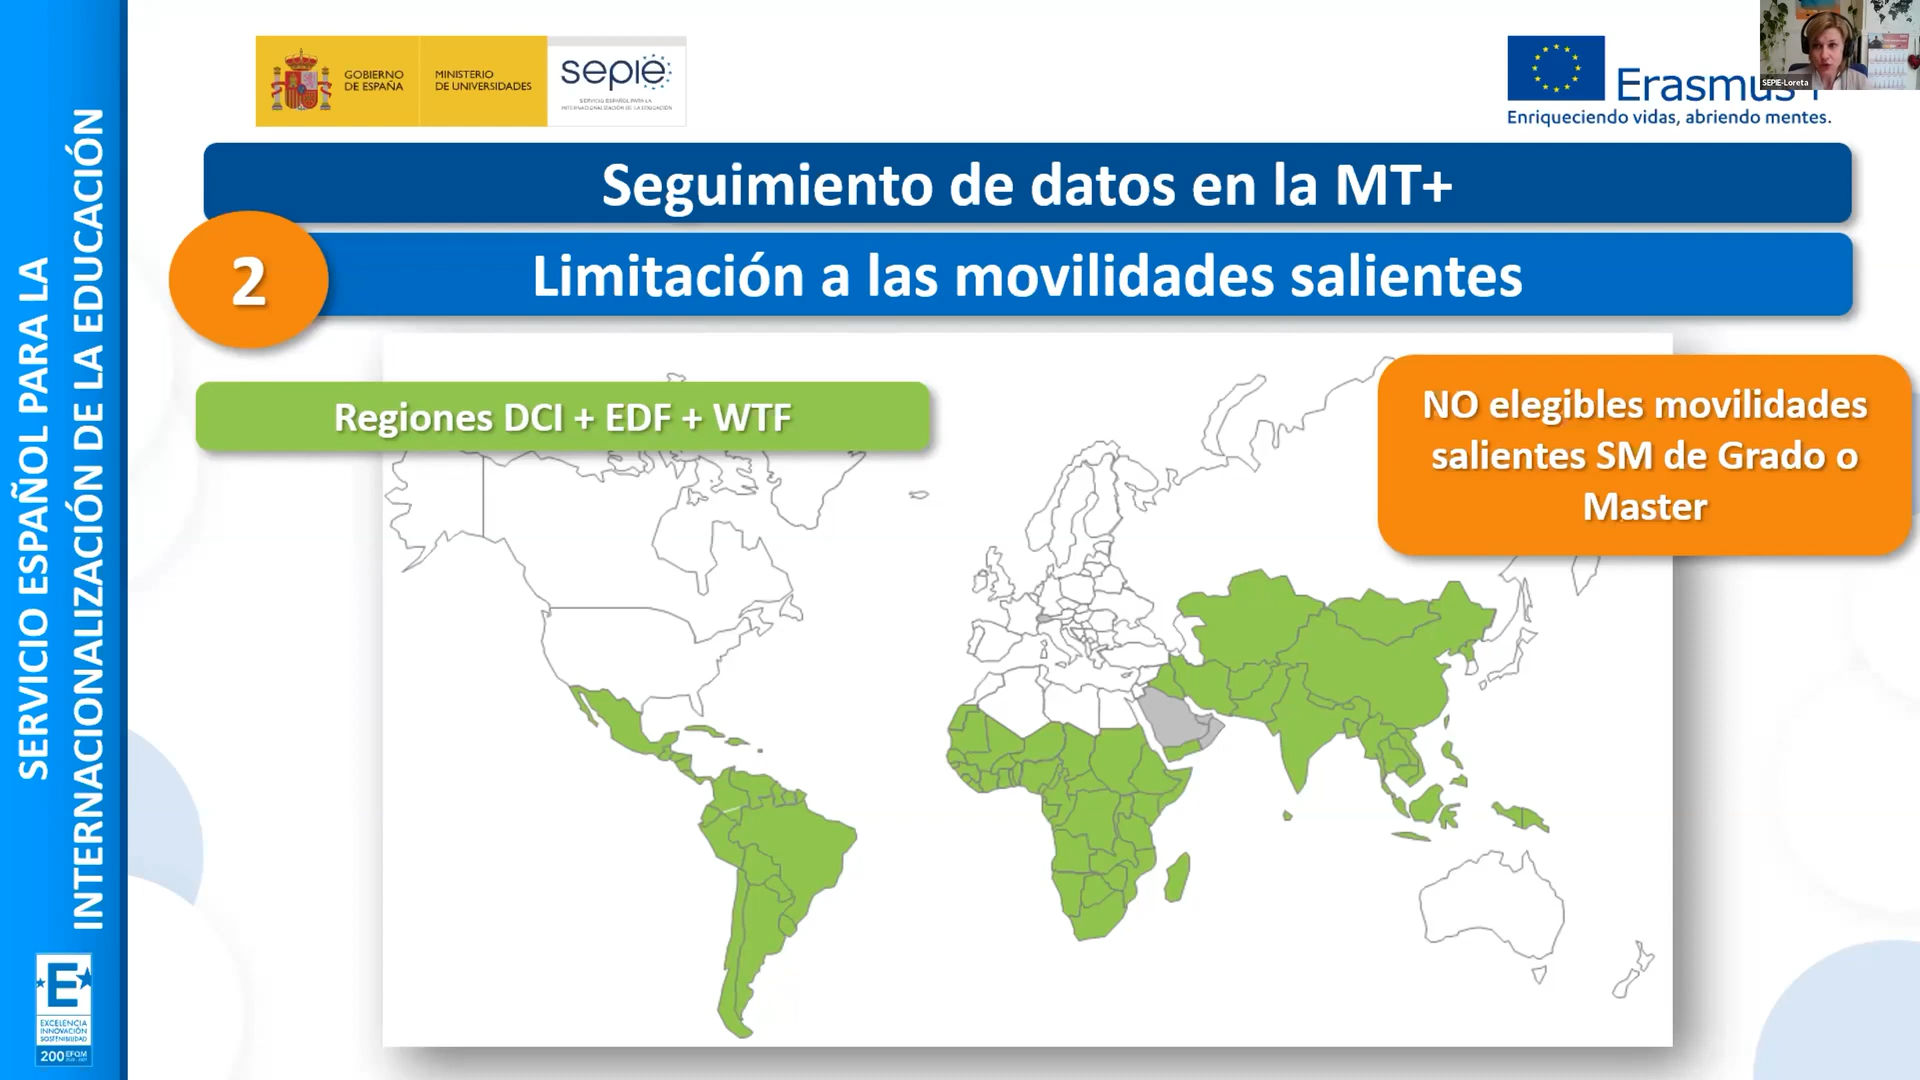 SERVICIO ESPAÑOL PARA LA
INTERNACIONALIZACIÓN DE LA EDUCACIÓN
GOBIERNO
DE ESPAÑA
MINISTERIO
DE UNIVERSIDADES
sepie
SERVICIO ESPAÑOL PARA LA
INTERNACIONALIZACIÓN DE LA EDUCACIÓN
Erasmus+
Enriqueciendo vidas, abriendo mentes.
SEPIE-Loreta
Seguimiento de datos en la MT+
2
Limitación a las movilidades salientes
Regiones DCI + EDF + WTF
NO elegibles movilidades
salientes SM de Grado o
Master
E
EXCELENCIA
INNOVACIÓN
SOSTENIBILIDAD
200 EFQM